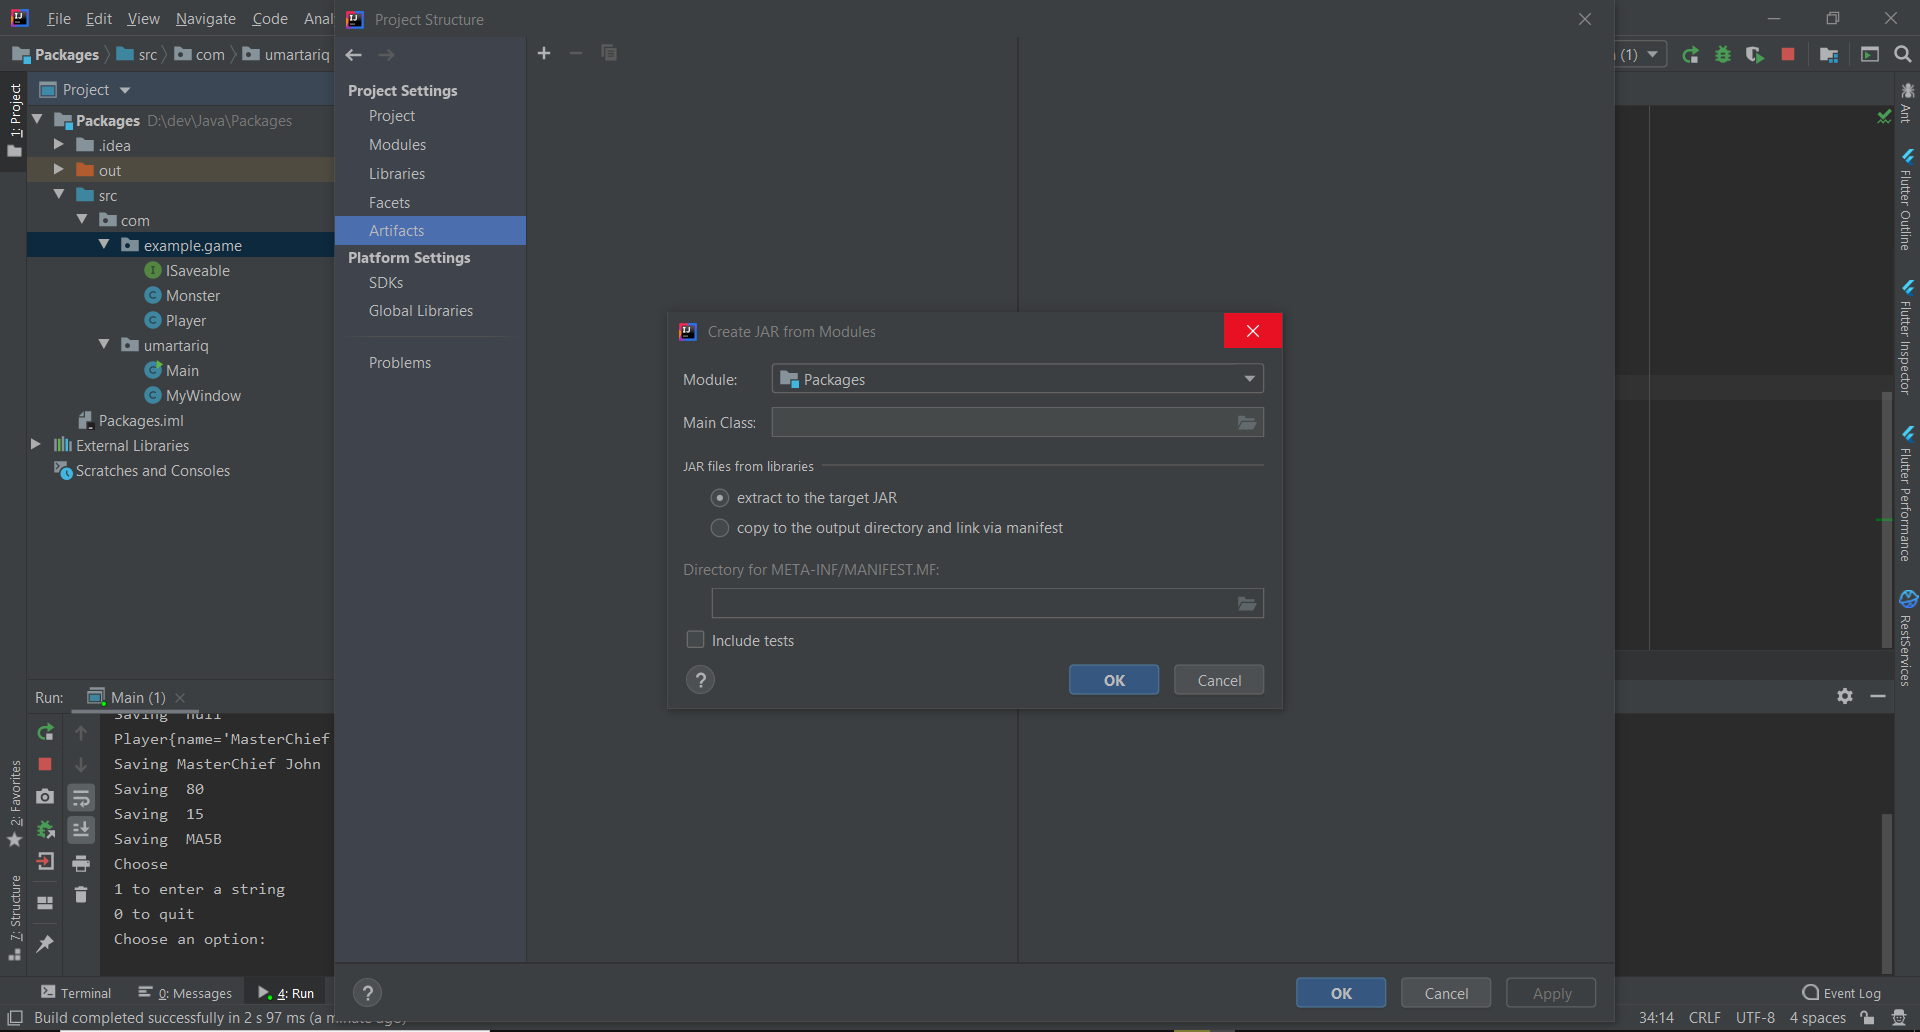 File Edit View Navigate Code Anal
Project Structure
Packages src com umartariq
(1)
1: Project
Project
Packages D:\dev\Java\Packages
.idea
out
src
com
example.game
ISaveable
Monster
Player
umartariq
Main
MyWindow
Packages.iml
External Libraries
Scratches and Consoles
Project Settings
Project
Modules
Libraries
Facets
Artifacts
Platform Settings
SDKs
Global Libraries
Problems
Create JAR from Modules
Module: Packages
Main Class:
JAR files from libraries
extract to the target JAR
copy to the output directory and link via manifest
Directory for META-INF/MANIFEST.MF:
Include tests
? OK Cancel
Ant
Flutter Outline
Flutter Inspector
Flutter Performance
RestServices
Run: Main (1)
Saving null
Player{name='MasterChief
Saving MasterChief John
Saving 80
Saving 15
Saving MA5B
Choose
1 to enter a string
0 to quit
Choose an option:
2: Favorites
7: Structure
? OK Cancel Apply
Terminal 0: Messages 4: Run
Event Log
Build completed successfully in 2 s 97 ms (a minute ago)
34:14 CRLF UTF-8 4 spaces